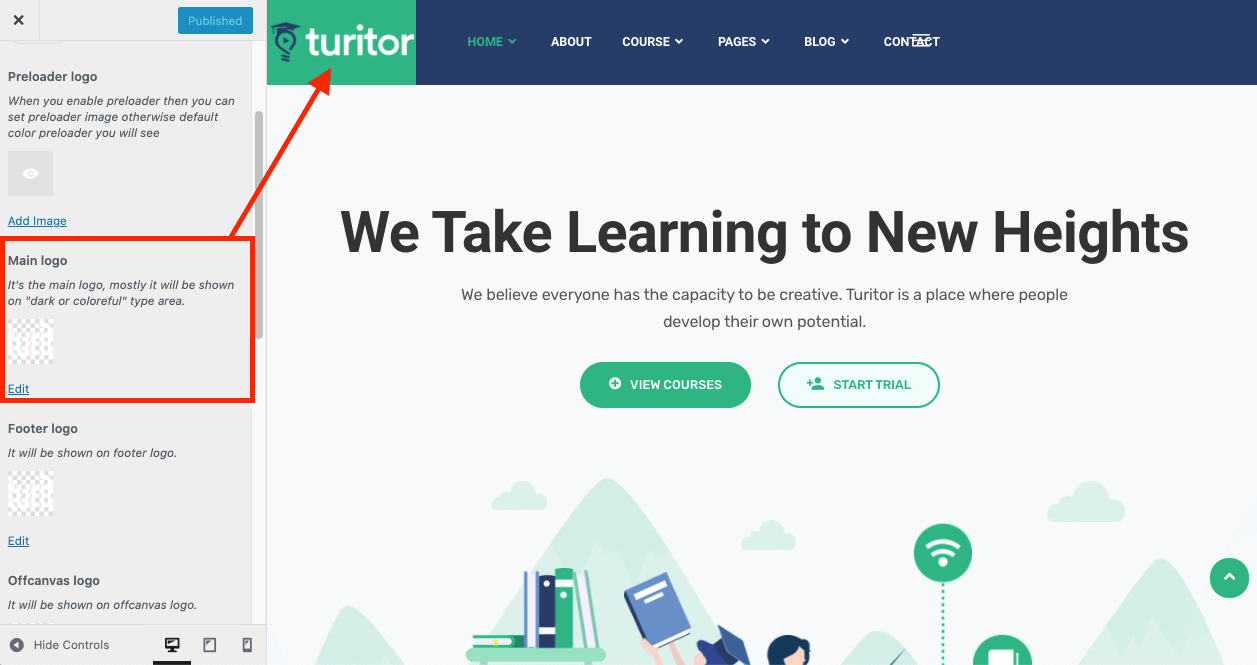 Published
Preloader logo
When you enable preloader then you can
set preloader image otherwise default
color preloader you will see
Add Image
Main logo
It's the main logo, mostly it will be shown
on "dark or coloreful" type area.
Edit
Footer logo
It will be shown on footer logo.
Edit
Offcanvas logo
It will be shown on offcanvas logo.
Hide Controls
turitor
HOME
ABOUT
COURSE
PAGES
BLOG
CONTACT
We Take Learning to New Heights
We believe everyone has the capacity to be creative. Turitor is a place where people
develop their own potential.
VIEW COURSES
START TRIAL